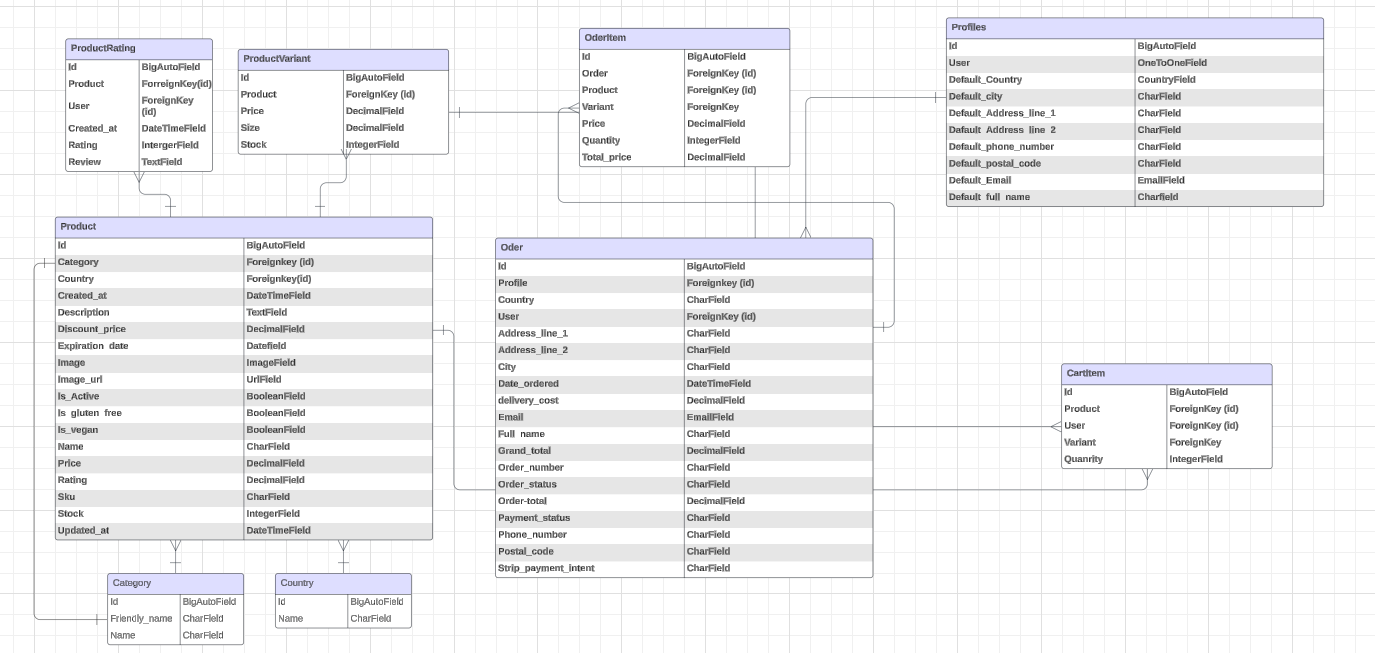 ProductRating
Id BigAutoField
Product ForreignKey(id)
User ForeignKey
(id)
Created_at DateTimeField
Rating IntergerField
Review TextField
ProductVariant
Id BigAutoField
Product ForeignKey (id)
Price DecimalField
Size DecimalField
Stock IntegerField
OderItem
Id BigAutoField
Order ForeignKey (id)
Product ForeignKey (id)
Variant ForeignKey
Price DecimalField
Quantity IntegerField
Total_price DecimalField
Profiles
Id BigAutoField
User OneToOneField
Default_Country CountryField
Default_city CharField
Default_Address_line_1 CharField
Dafault_Address_line_2 CharField
Default_phone_number CharField
Default_postal_code CharField
Default_Email EmailField
Default_full_name Charfield
Product
Id BigAutoField
Category Foreignkey (id)
Country Foreignkey(id)
Created_at DateTimeField
Description TextField
Discount_price DecimalField
Expiration_date Datefield
Image ImageField
Image_url UrlField
Is_Active BooleanField
Is_gluten_free BooleanField
Is_vegan BooleanField
Name CharField
Price DecimalField
Rating DecimalField
Sku CharField
Stock IntegerField
Updated_at DateTimeField
Oder
Id BigAutoField
Profile Foreignkey (id)
Country CharField
User ForeignKey (id)
Address_line_1 CharField
Address_line_2 CharField
City CharField
Date_ordered DateTimeField
delivery_cost DecimalField
Email EmailField
Full_name CharField
Grand_total DecimalField
Order_number CharField
Order_status CharField
Order-total DecimalField
Payment_status CharField
Phone_number CharField
Postal_code CharField
Strip_payment_intent CharField
CartItem
Id BigAutoField
Product ForeignKey (id)
User ForeignKey (id)
Variant ForeignKey
Quanrity IntegerField
Category
Id BigAutoField
Friendly_name CharField
Name CharField
Country
Id BigAutoField
Name CharField